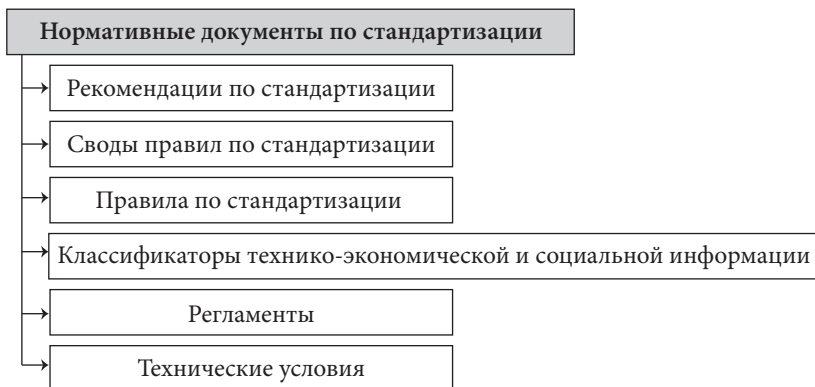 Нормативные документы по стандартизации
Рекомендации по стандартизации
Своды правил по стандартизации
Правила по стандартизации
Классификаторы технико-экономической и социальной информации
Регламенты
Технические условия